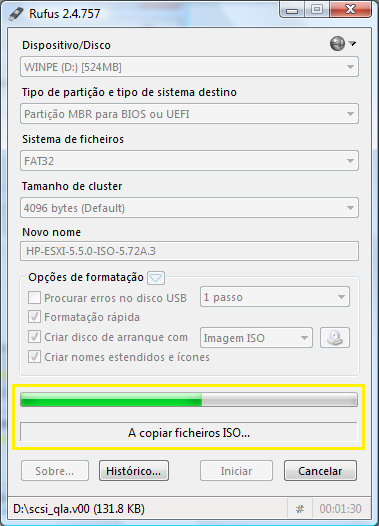 Rufus 2.4.757
Dispositivo/Disco
WINPE (D:) [524MB]
Tipo de partição e tipo de sistema destino
Partição MBR para BIOS ou UEFI
Sistema de ficheiros
FAT32
Tamanho de cluster
4096 bytes (Default)
Novo nome
HP-ESXI-5.5.0-ISO-5.72A.3
Opções de formatação
Procurar erros no disco USB 1 passo
Formatação rápida
Criar disco de arranque com Imagem ISO
Criar nomes estendidos e ícones
A copiar ficheiros ISO...
Sobre... Histórico... Iniciar Cancelar
D:\scsi_qla.v00 (131.8 KB) # 00:01:30